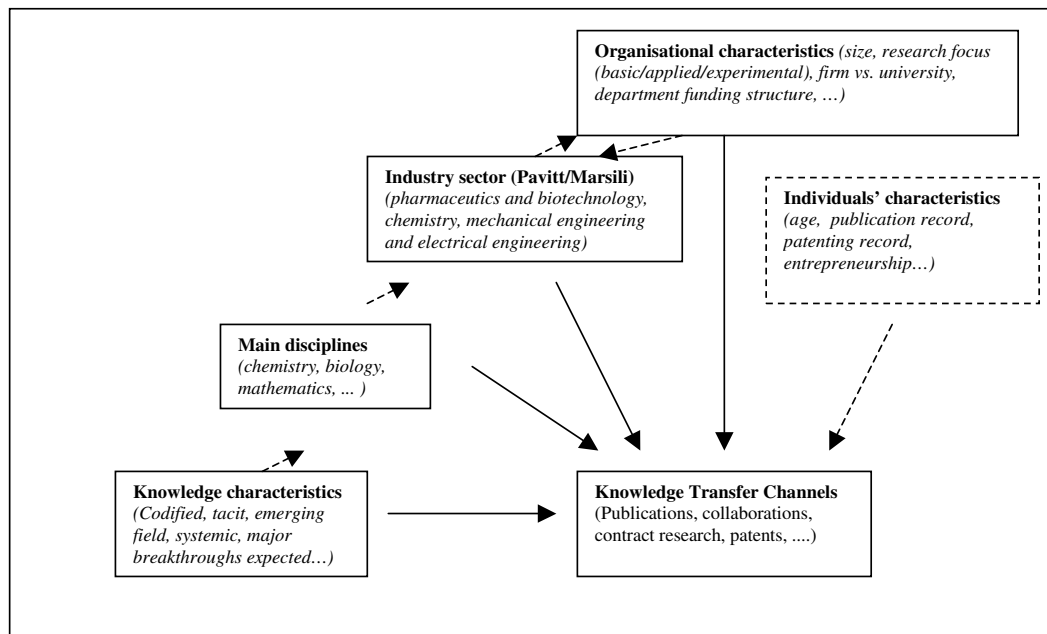 Organisational characteristics (size, research focus
(basic/applied/experimental), firm vs. university,
department funding structure, …)
Industry sector (Pavitt/Marsili)
(pharmaceutics and biotechnology,
chemistry, mechanical engineering
and electrical engineering)
Individuals’ characteristics
(age, publication record,
patenting record,
entrepreneurship…)
Main disciplines
(chemistry, biology,
mathematics, ... )
Knowledge characteristics
(Codified, tacit, emerging
field, systemic, major
breakthroughs expected…)
Knowledge Transfer Channels
(Publications, collaborations,
contract research, patents, ....)